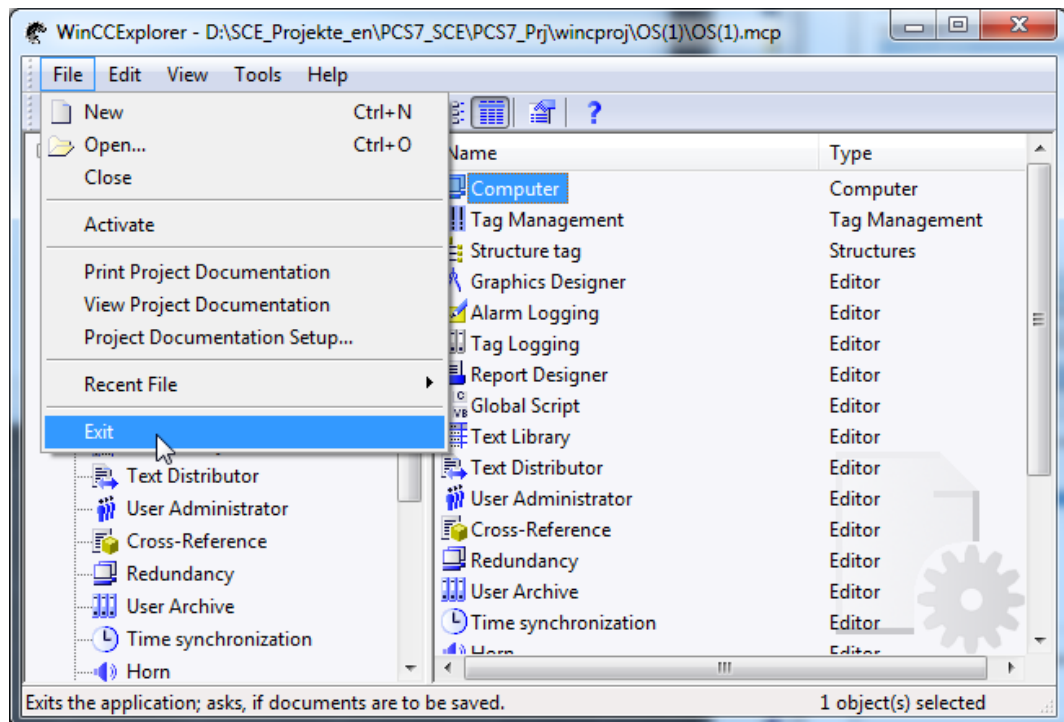 WinCCExplorer - D:\SCE_Projekte_en\PCS7_SCE\PCS7_Prj\wincproj\OS(1)\OS(1).mcp
File Edit View Tools Help
New Ctrl+N
Open... Ctrl+O
Close
Activate
Print Project Documentation
View Project Documentation
Project Documentation Setup...
Recent File
Exit
Text Distributor
User Administrator
Cross-Reference
Redundancy
User Archive
Time synchronization
Horn
Name Type
Computer Computer
Tag Management Tag Management
Structure tag Structures
Graphics Designer Editor
Alarm Logging Editor
Tag Logging Editor
Report Designer Editor
Global Script Editor
Text Library Editor
Text Distributor Editor
User Administrator Editor
Cross-Reference Editor
Redundancy Editor
User Archive Editor
Time synchronization Editor
Horn Editor
Exits the application; asks, if documents are to be saved. 1 object(s) selected